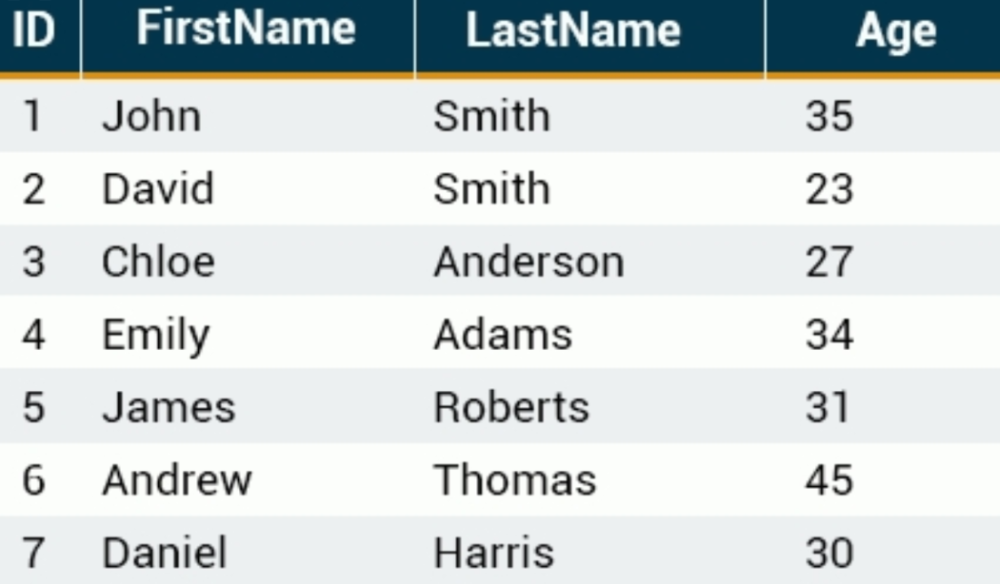 ID FirstName LastName Age
1 John Smith 35
2 David Smith 23
3 Chloe Anderson 27
4 Emily Adams 34
5 James Roberts 31
6 Andrew Thomas 45
7 Daniel Harris 30